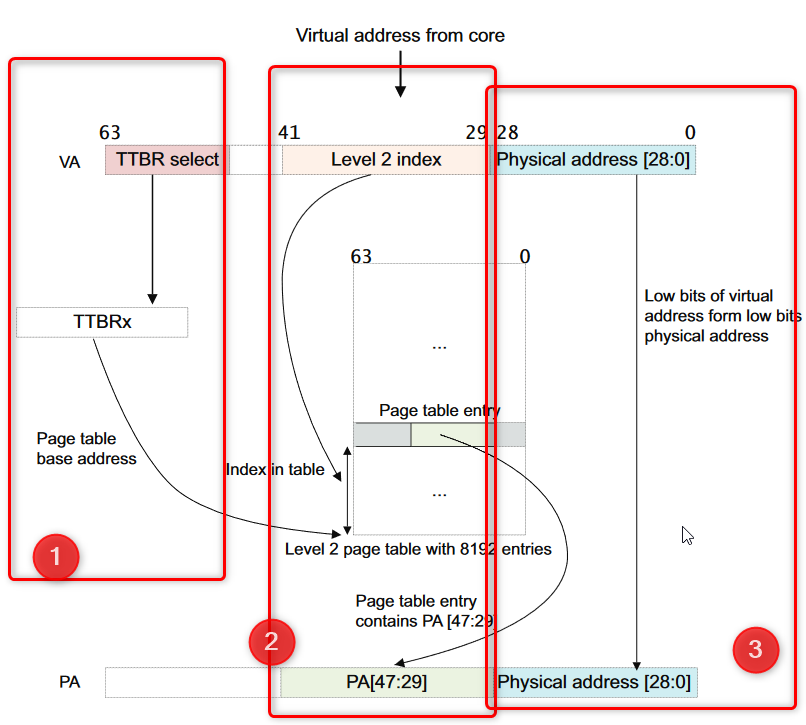 Virtual address from core
63
41
29
28
0
VA
TTBR select
Level 2 index
Physical address [28:0]
63
0
TTBRx
Low bits of virtual
address form low bits
physical address
...
Page table entry
Page table
base address
Index in table
...
Level 2 page table with 8192 entries
1
Page table entry
contains PA [47:29]
2
3
PA
PA[47:29]
Physical address [28:0]